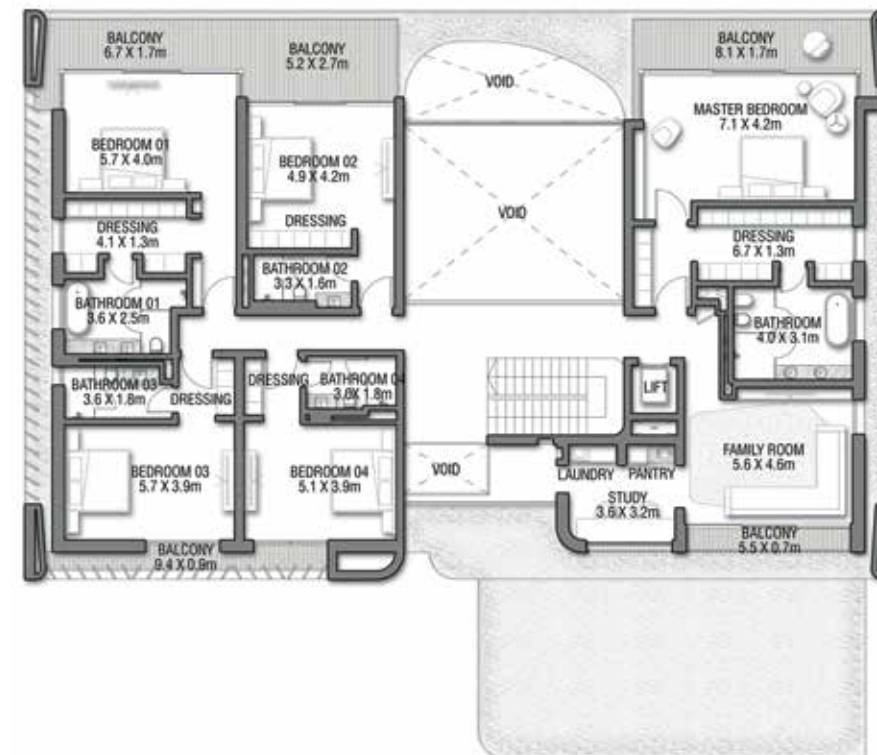 BALCONY
6.7 X 1.7m
BALCONY
5.2 X 2.7m
VOID
BALCONY
8.1 X 1.7m
MASTER BEDROOM
7.1 X 4.2m
BEDROOM 01
5.7 X 4.0m
BEDROOM 02
4.9 X 4.2m
VOID
DRESSING
4.1 X 1.3m
DRESSING
DRESSING
6.7 X 1.3m
BATHROOM 02
3.3 X 1.6m
BATHROOM 01
3.6 X 2.5m
BATHROOM
4.0 X 3.1m
BATHROOM 03
3.6 X 1.8m
DRESSING
DRESSING
BATHROOM 04
3.6X 1.8m
LIFT
BEDROOM 03
5.7 X 3.9m
BEDROOM 04
5.1 X 3.9m
VOID
LAUNDRY
PANTRY
FAMILY ROOM
5.6 X 4.6m
STUDY
3.6 X 3.2m
BALCONY
9.4 X 0.9m
BALCONY
5.5 X 0.7m